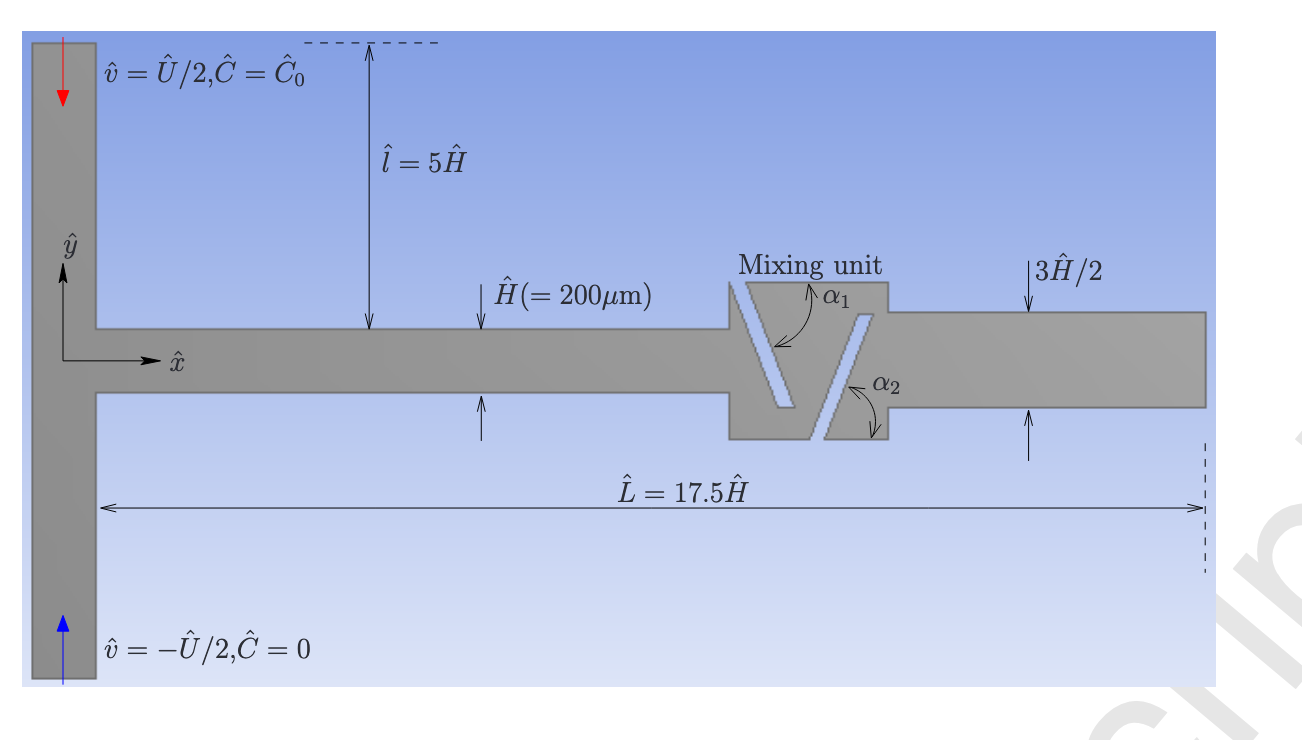 v̂ = Û/2,Ĉ = Ĉ₀
l̂ = 5Ĥ
ŷ
Mixing unit
3Ĥ/2
Ĥ(= 200μm)
α₁
x̂
α₂
L̂ = 17.5Ĥ
v̂ = −Û/2,Ĉ = 0